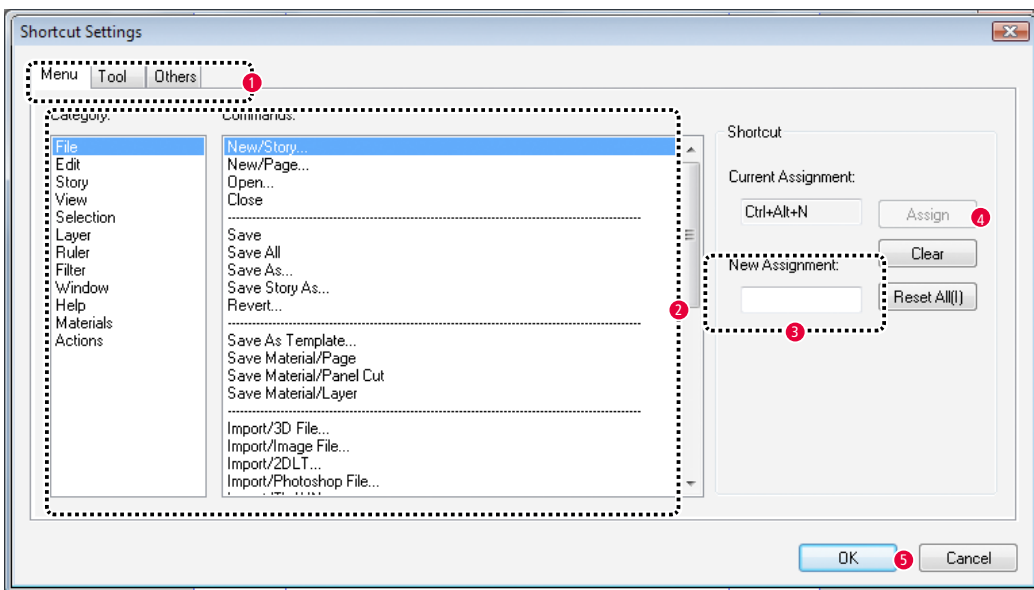 Shortcut Settings
Menu Tool Others
1
Category: Commands:
File
Edit
Story
View
Selection
Layer
Ruler
Filter
Window
Help
Materials
Actions
New/Story...
New/Page...
Open...
Close
Save
Save All
Save As...
Save Story As...
Revert...
Save As Template...
Save Material/Page
Save Material/Panel Cut
Save Material/Layer
Import/3D File...
Import/Image File...
Import/2DLT...
Import/Photoshop File...
2
Shortcut
Current Assignment:
Ctrl+Alt+N
Assign
4
Clear
New Assignment:
Reset All(I)
3
OK
5
Cancel